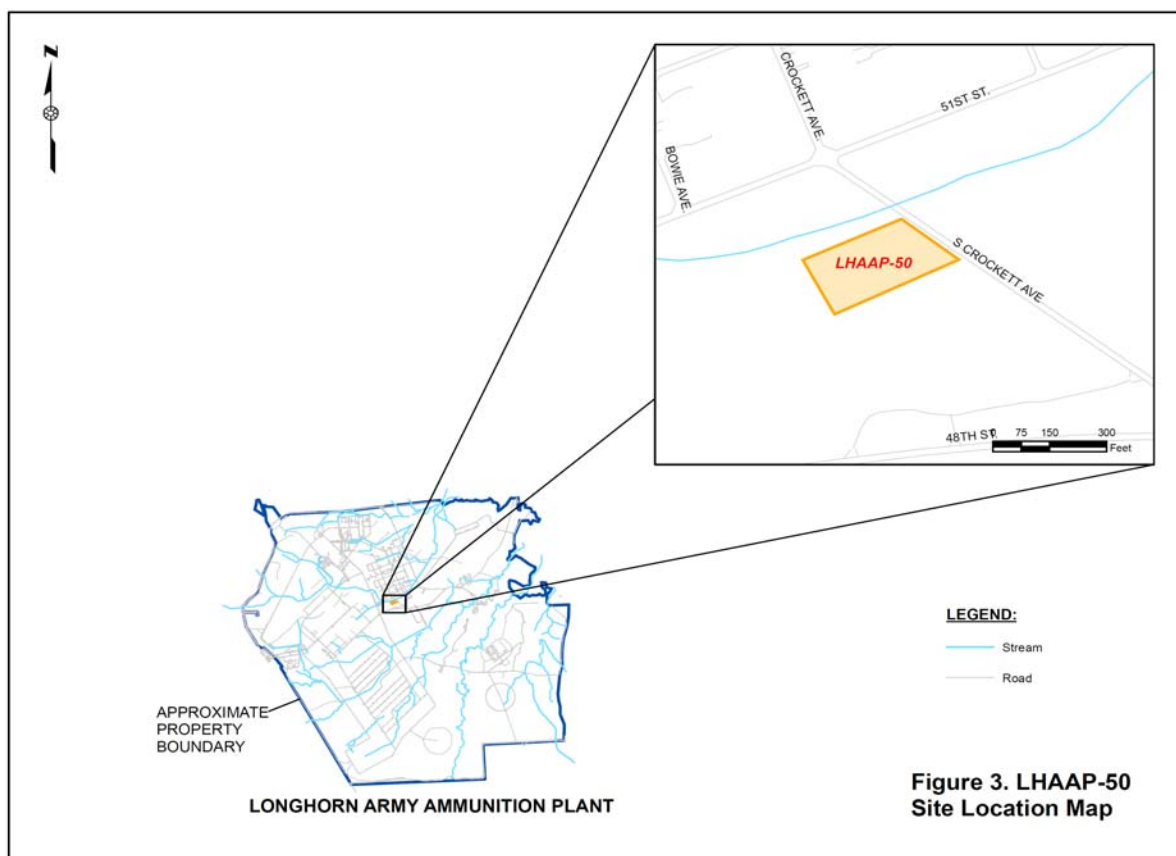 N
CROCKETT AVE.
51ST ST.
BOWIE AVE.
LHAAP-50
S CROCKETT AVE
48TH ST.
0 75 150 300
Feet
LEGEND:
Stream
Road
APPROXIMATE
PROPERTY
BOUNDARY
LONGHORN ARMY AMMUNITION PLANT
Figure 3. LHAAP-50
Site Location Map